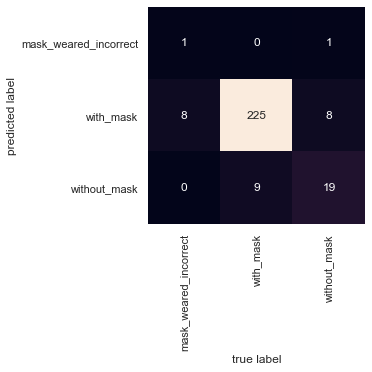 predicted label
mask_weared_incorrect
with_mask
without_mask
1 0 1
8 225 8
0 9 19
mask_weared_incorrect
with_mask
without_mask
true label